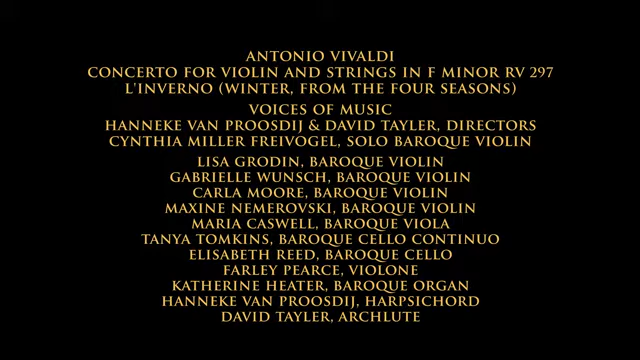 ANTONIO VIVALDI
CONCERTO FOR VIOLIN AND STRINGS IN F MINOR RV 297
L'INVERNO (WINTER, FROM THE FOUR SEASONS)
VOICES OF MUSIC
HANNEKE VAN PROOSDIJ & DAVID TAYLER, DIRECTORS
CYNTHIA MILLER FREIVOGEL, SOLO BAROQUE VIOLIN
LISA GRODIN, BAROQUE VIOLIN
GABRIELLE WUNSCH, BAROQUE VIOLIN
CARLA MOORE, BAROQUE VIOLIN
MAXINE NEMEROVSKI, BAROQUE VIOLIN
MARIA CASWELL, BAROQUE VIOLA
TANYA TOMKINS, BAROQUE CELLO CONTINUO
ELISABETH REED, BAROQUE CELLO
FARLEY PEARCE, VIOLONE
KATHERINE HEATER, BAROQUE ORGAN
HANNEKE VAN PROOSDIJ, HARPSICHORD
DAVID TAYLER, ARCHLUTE